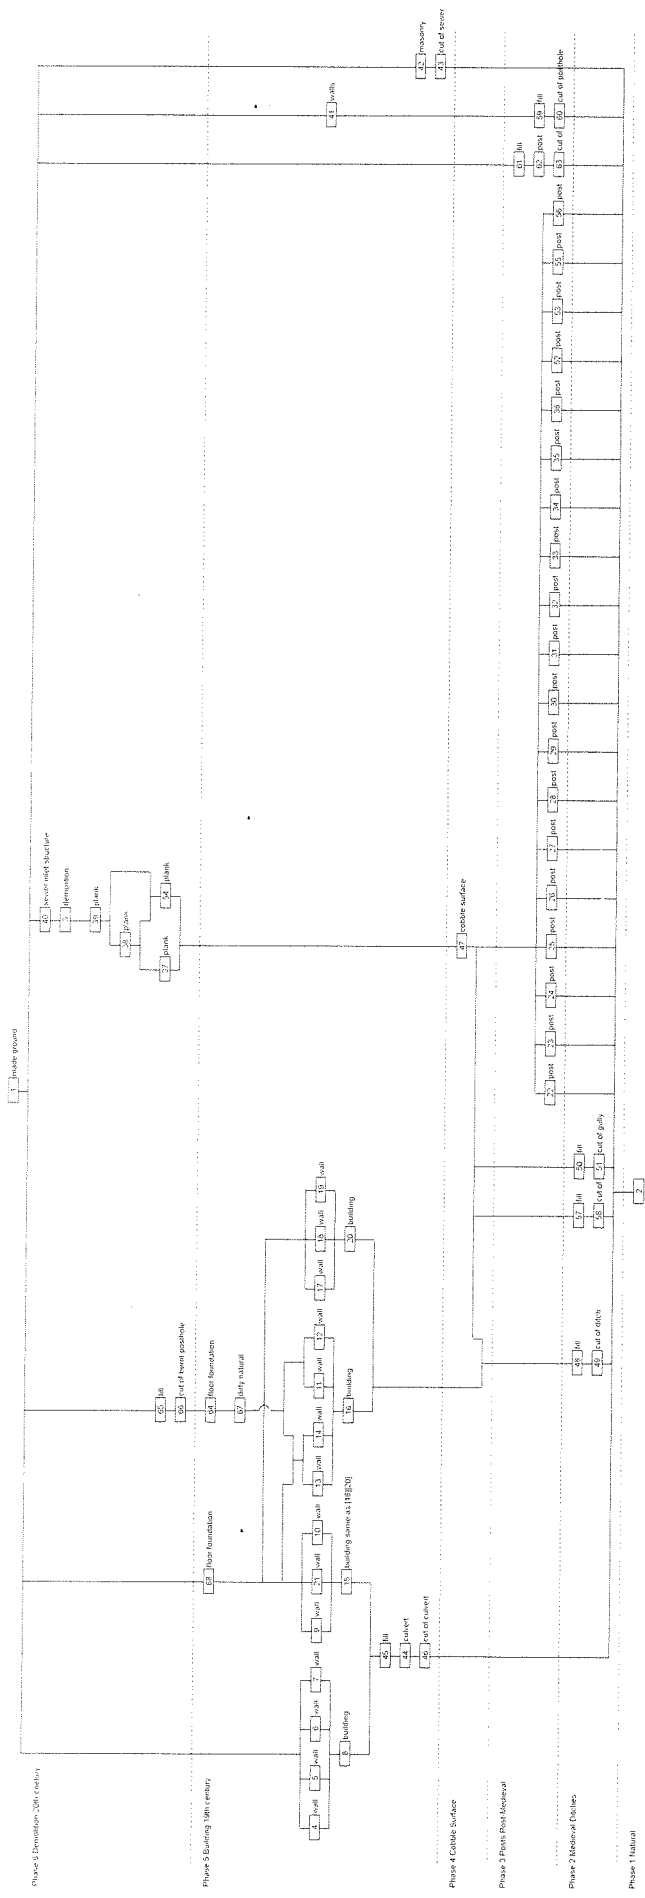 Phase 6 Demolition 20th century
Phase 5 Building 19th century
Phase 4 Cobble Surface
Phase 3 Posts Post-Medieval
Phase 2 Medieval Ditches
Phase 1 Natural
1 made ground
40 sewer inlet structure
3 demolition
39 plank
38 plank
37 plank
54 plank
65 fill
66 cut of burnt posthole
64 floor foundation
67 dirty natural
68 floor foundation
4 wall
5 wall
6 wall
7 wall
8 building
9 wall
21 wall
10 wall
15 building same as [16][20]
13 wall
14 wall
11 wall
12 wall
16 building
17 wall
18 wall
19 wall
20 building
41 walls
42 masonry
43 cut of sewer
45 fill
44 culvert
46 cut of culvert
47 cobble surface
61 fill
62 post
63 cut of
59 fill
60 cut of posthole
22 post
23 post
24 post
25 post
26 post
27 post
28 post
29 post
30 post
31 post
32 post
33 post
34 post
35 post
36 post
52 post
53 post
55 post
56 post
48 fill
49 cut of ditch
57 fill
58 cut of
50 fill
51 cut of gully
2